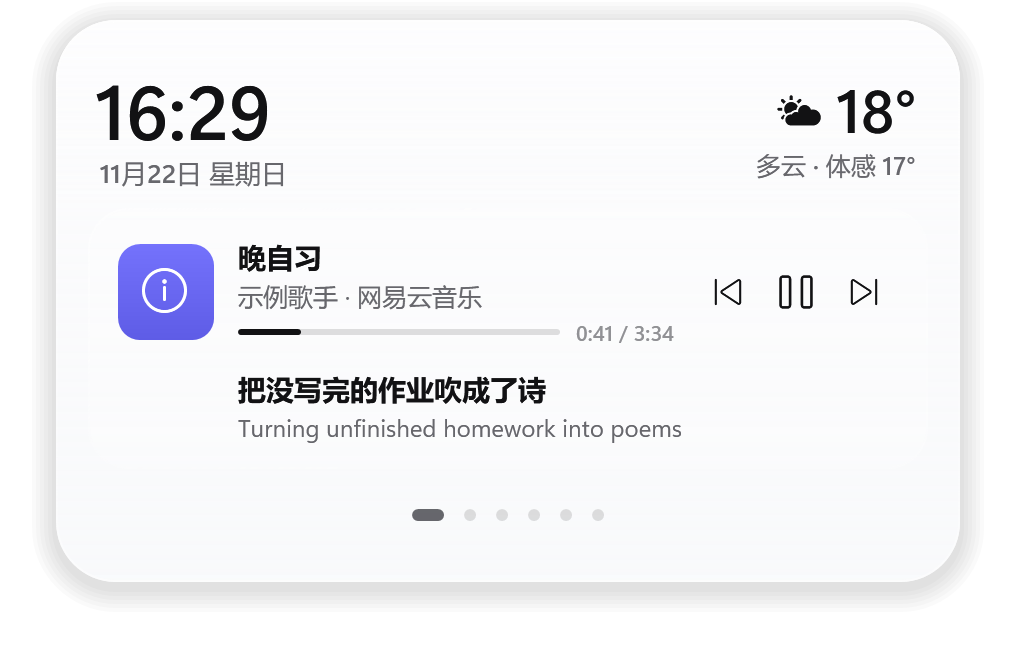 16:29
18°
11月22日 星期日
多云 · 体感 17°
晚自习
示例歌手 · 网易云音乐
0:41 / 3:34
把没写完的作业吹成了诗
Turning unfinished homework into poems